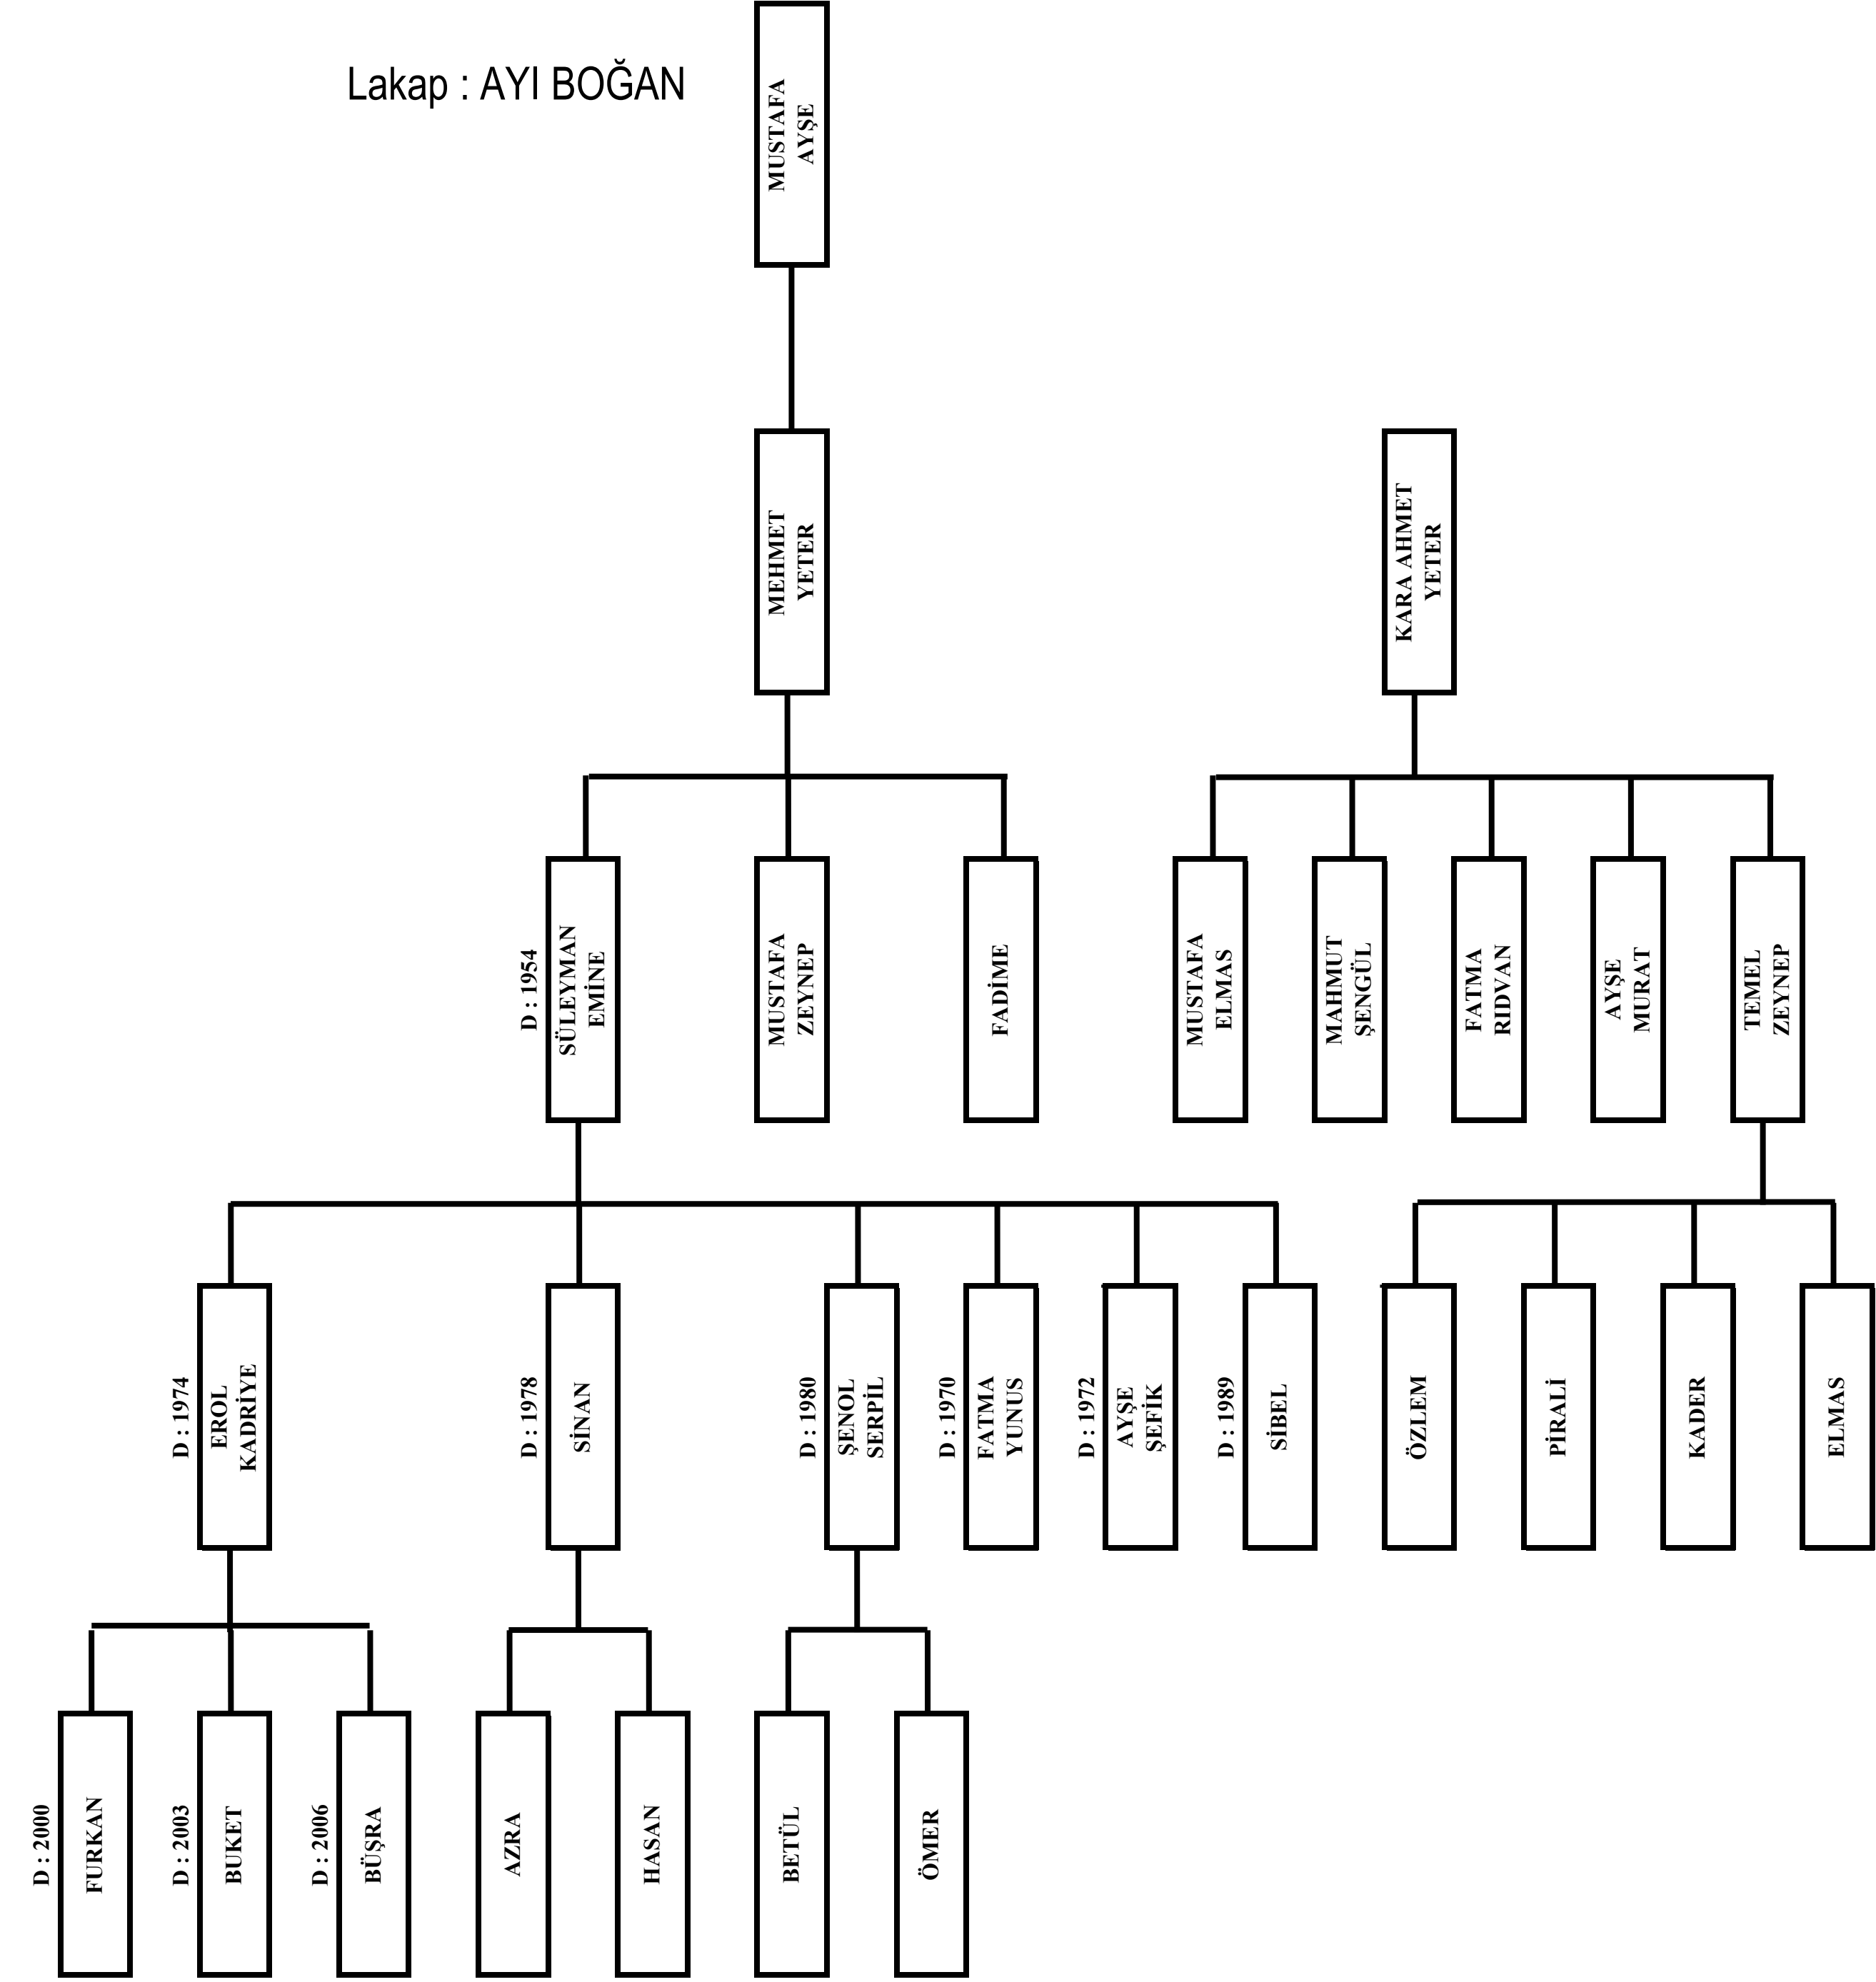 Lakap : AYI BOĞAN
MUSTAFA
AYŞE
MEHMET
YETER
KARA AHMET
YETER
D : 1954
SÜLEYMAN
EMİNE
MUSTAFA
ZEYNEP
FADİME
MUSTAFA
ELMAS
MAHMUT
ŞENGÜL
FATMA
RIDVAN
AYŞE
MURAT
TEMEL
ZEYNEP
D : 1974
EROL
KADRİYE
D : 1978
SİNAN
D : 1980
ŞENOL
SERPİL
D : 1970
FATMA
YUNUS
D : 1972
AYŞE
ŞEFİK
D : 1989
SİBEL
ÖZLEM
PİRALİ
KADER
ELMAS
D : 2000
FURKAN
D : 2003
BUKET
D : 2006
BÜŞRA
AZRA
HASAN
BETÜL
ÖMER